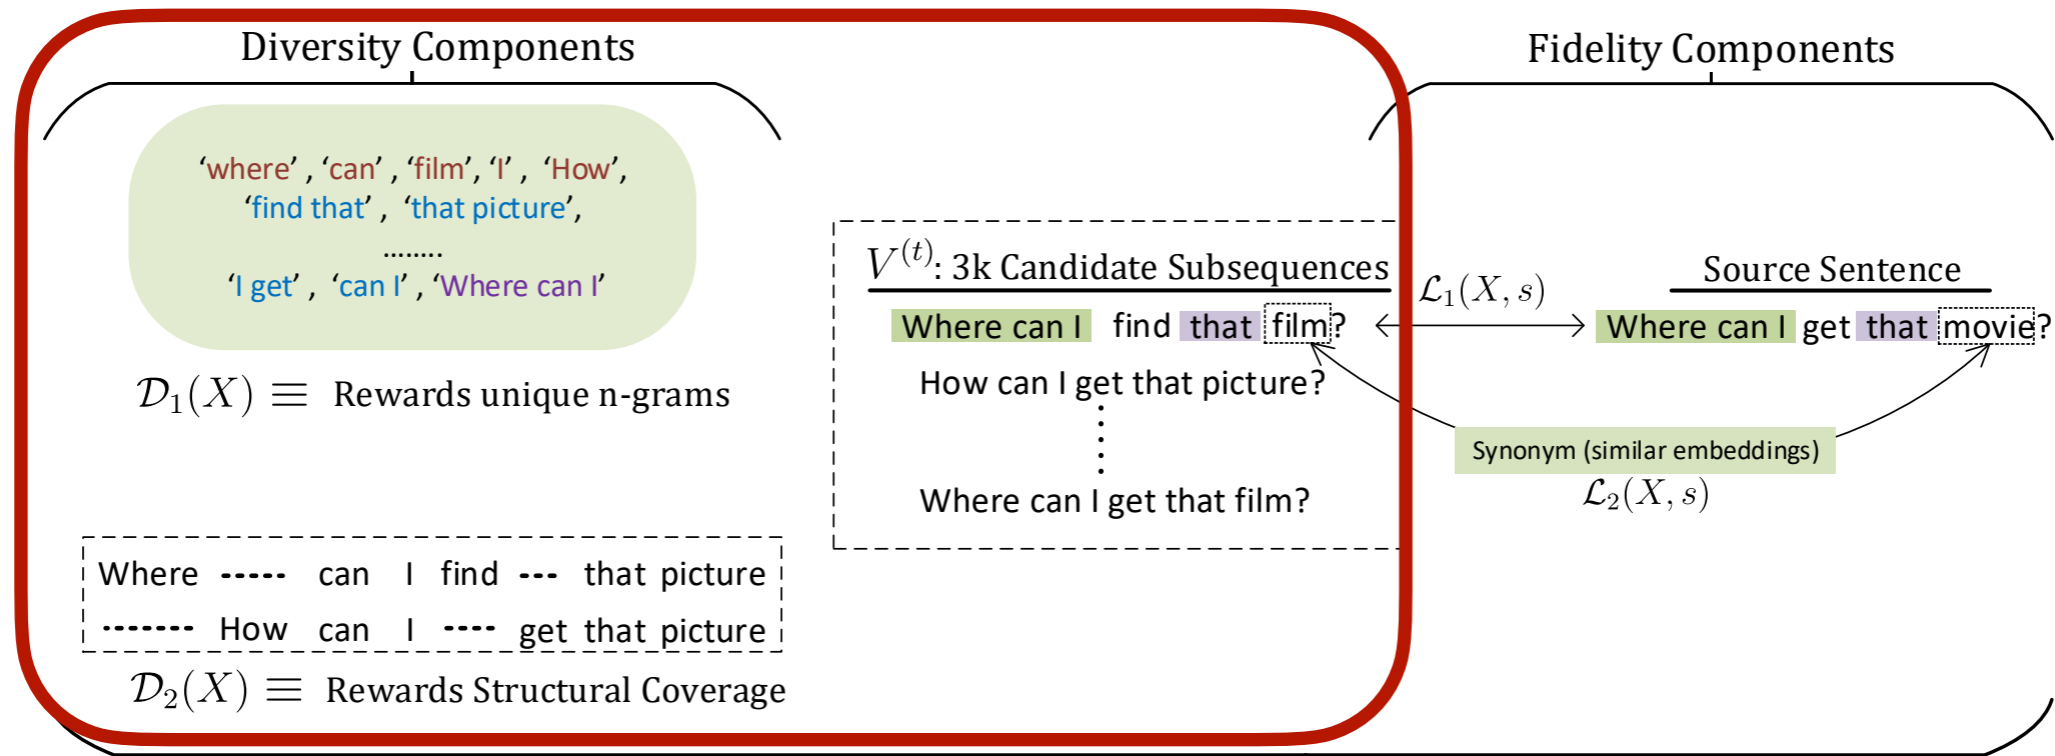 Diversity Components
‘where’ , ‘can’ , ‘film’, ‘I’ , ‘How’,
‘find that’ , ‘that picture’,
........
‘I get’ , ‘can I’ , ‘Where can I’
𝒟₁(X) ≡ Rewards unique n-grams
Where ----- can I find --- that picture
------- How can I ---- get that picture
𝒟₂(X) ≡ Rewards Structural Coverage
V⁽ᵗ⁾: 3k Candidate Subsequences
Where can I find that film?
How can I get that picture?
Where can I get that film?
Fidelity Components
ℒ₁(X, s)
Source Sentence
Where can I get that movie?
Synonym (similar embeddings)
ℒ₂(X, s)